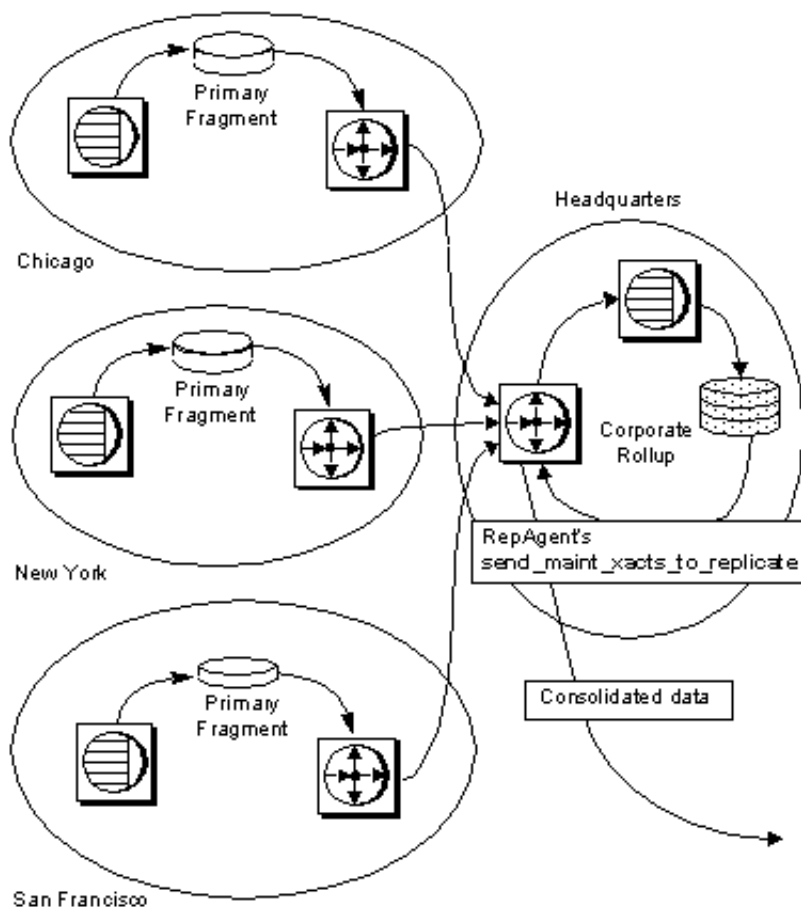 Primary
Fragment
Chicago
Headquarters
Primary
Fragment
Corporate
Rollup
New York
RepAgent's
send_maint_xacts_to_replicate
Primary
Fragment
Consolidated data
San Francisco